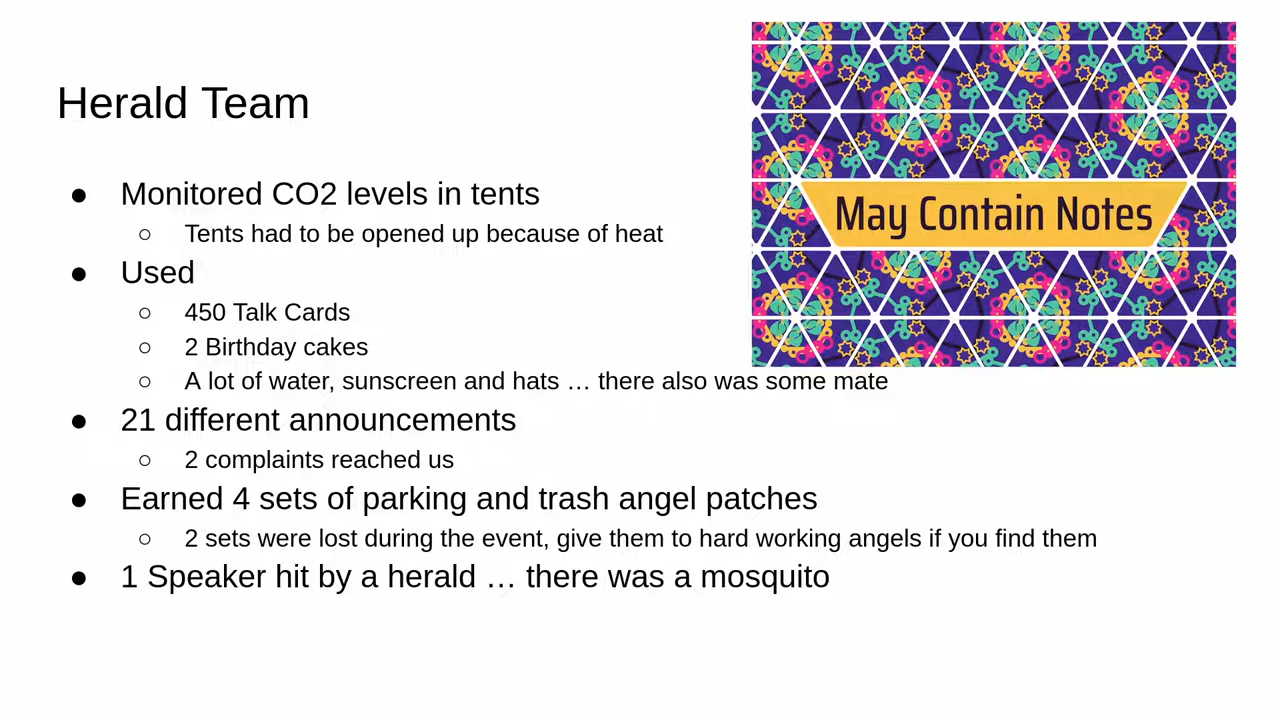 Herald Team
May Contain Notes
● Monitored CO2 levels in tents
○ Tents had to be opened up because of heat
● Used
○ 450 Talk Cards
○ 2 Birthday cakes
○ A lot of water, sunscreen and hats … there also was some mate
● 21 different announcements
○ 2 complaints reached us
● Earned 4 sets of parking and trash angel patches
○ 2 sets were lost during the event, give them to hard working angels if you find them
● 1 Speaker hit by a herald … there was a mosquito